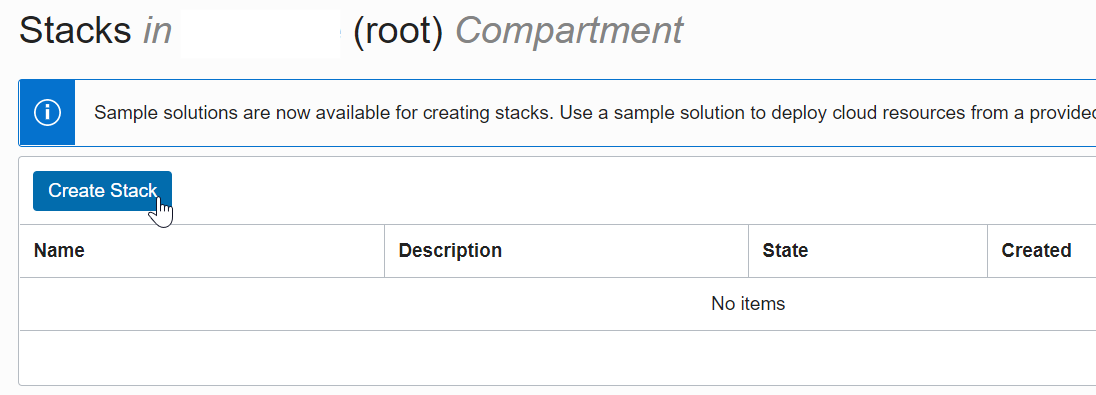 Stacks in (root) Compartment
Sample solutions are now available for creating stacks. Use a sample solution to deploy cloud resources from a provided
Create Stack
Name Description State Created
No items